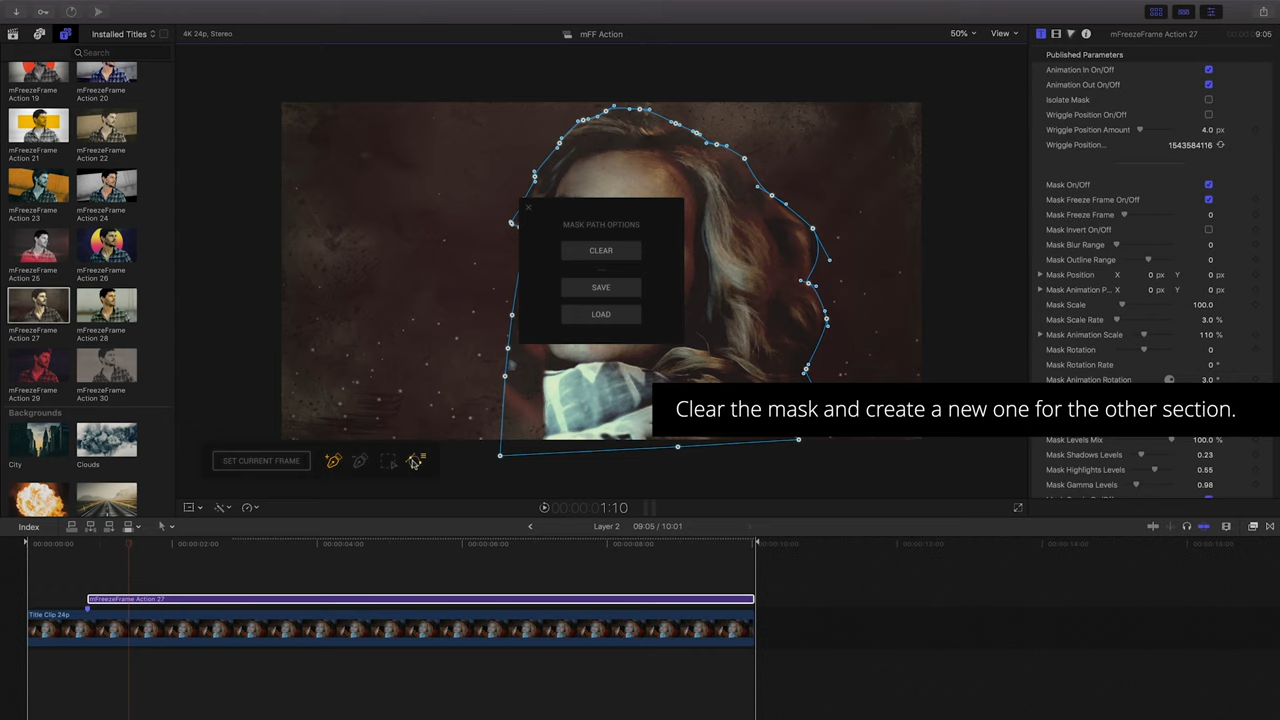 Installed Titles
4K 24p, Stereo
mFF Action
50%
View
mFreezeFrame Action 27
9:05
Search
mFreezeFrame
Action 19
mFreezeFrame
Action 20
mFreezeFrame
Action 21
mFreezeFrame
Action 22
mFreezeFrame
Action 23
mFreezeFrame
Action 24
mFreezeFrame
Action 25
mFreezeFrame
Action 26
mFreezeFrame
Action 27
mFreezeFrame
Action 28
mFreezeFrame
Action 29
mFreezeFrame
Action 30
Backgrounds
City
Clouds
MASK PATH OPTIONS
CLEAR
SAVE
LOAD
SET CURRENT FRAME
Published Parameters
Animation In On/Off
Animation Out On/Off
Isolate Mask
Wriggle Position On/Off
Wriggle Position Amount 4.0 px
Wriggle Position... 1543584116
Mask On/Off
Mask Freeze Frame On/Off
Mask Freeze Frame 0
Mask Invert On/Off
Mask Blur Range 0
Mask Outline Range 0
Mask Position X 0 px Y 0 px
Mask Animation P... X 0 px Y 0 px
Mask Scale 100.0
Mask Scale Rate 3.0 %
Mask Animation Scale 110 %
Mask Rotation 0
Mask Rotation Rate 0 °
Mask Animation Rotation 3.0 °
Clear the mask and create a new one for the other section.
Mask Levels Mix 100.0 %
Mask Shadows Levels 0.23
Mask Highlights Levels 0.55
Mask Gamma Levels 0.98
00:00:00:01:10
Index
Layer 2
09:05 / 10:01
00:00:00:00
00:00:02:00
00:00:04:00
00:00:06:00
00:00:08:00
00:00:10:00
00:00:12:00
00:00:14:00
00:00:16:00
mFreezeFrame Action 27
Title Clip 24p